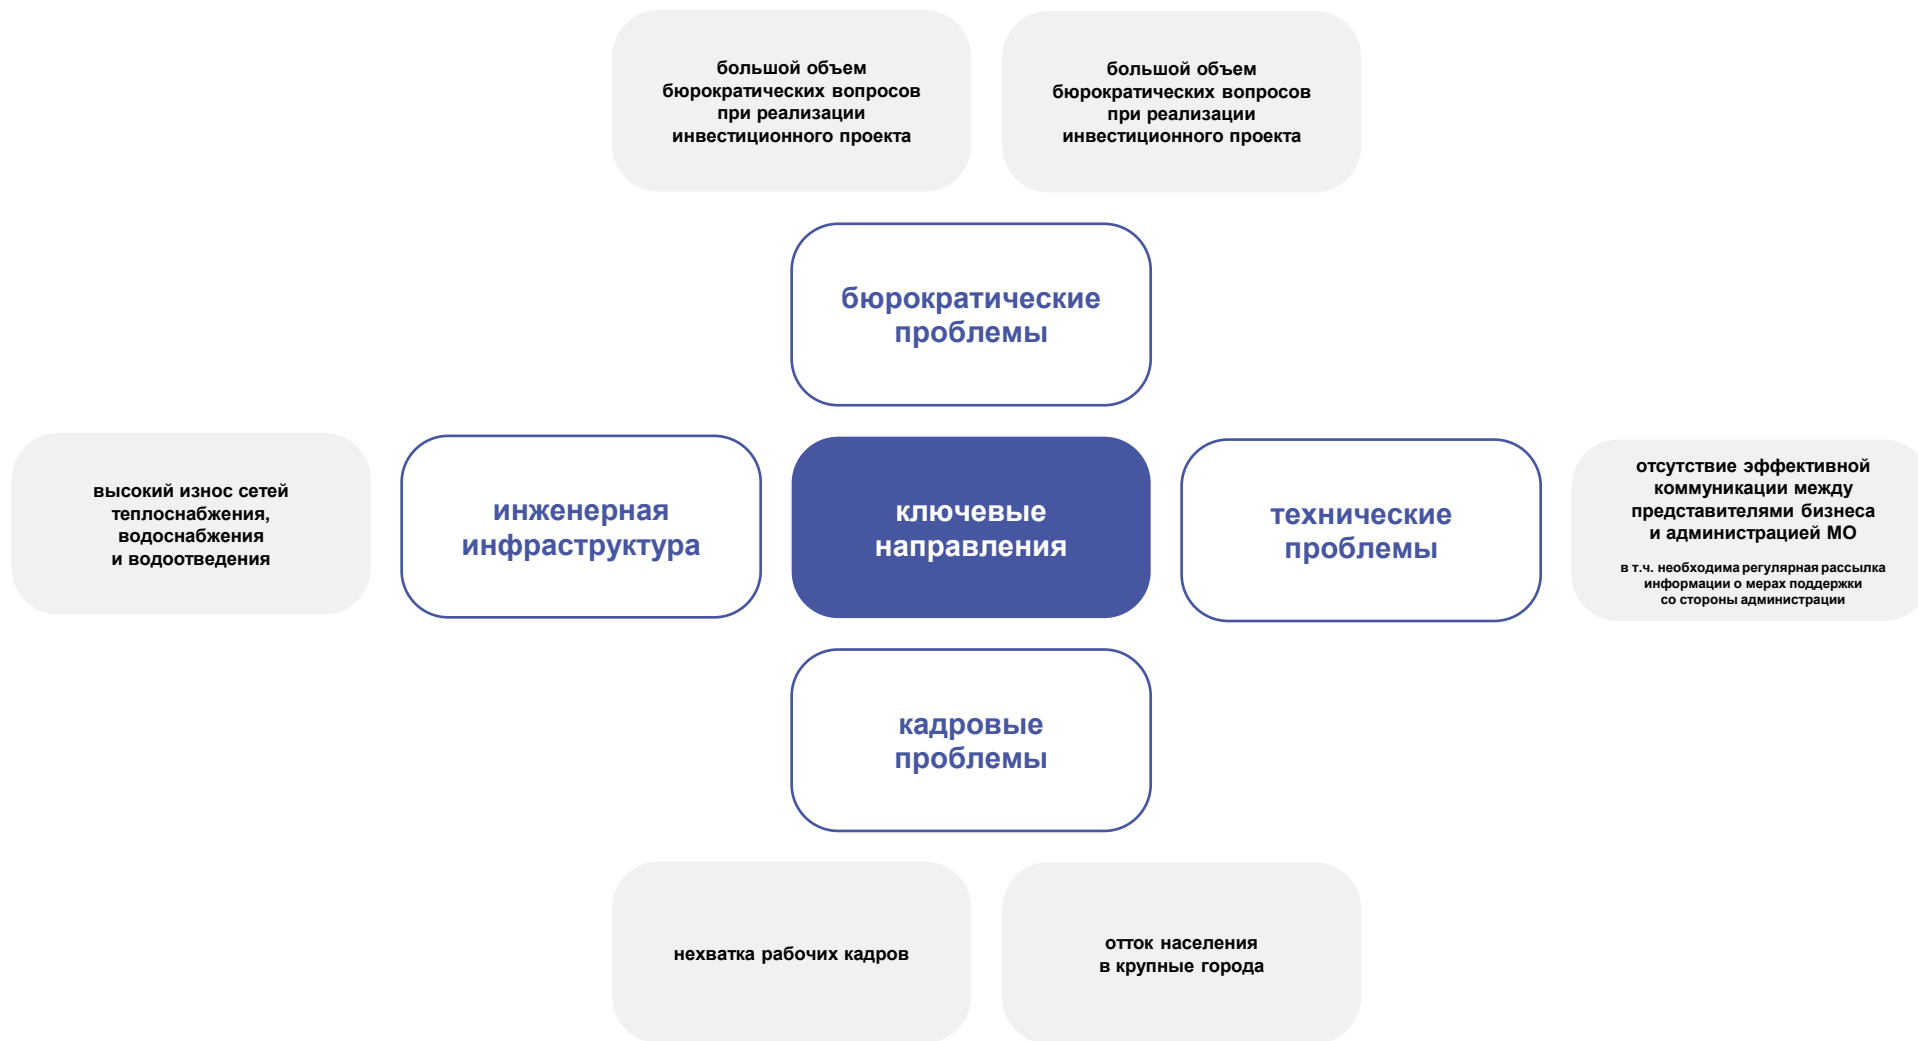 большой объем
бюрократических вопросов
при реализации
инвестиционного проекта
большой объем
бюрократических вопросов
при реализации
инвестиционного проекта
бюрократические
проблемы
высокий износ сетей
теплоснабжения,
водоснабжения
и водоотведения
инженерная
инфраструктура
ключевые
направления
технические
проблемы
отсутствие эффективной
коммуникации между
представителями бизнеса
и администрацией МО
в т.ч. необходима регулярная рассылка
информации о мерах поддержки
со стороны администрации
кадровые
проблемы
нехватка рабочих кадров
отток населения
в крупные города